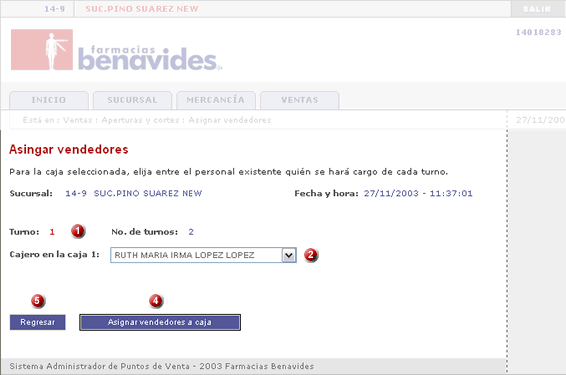 14-9 SUC.PINO SUAREZ NEW SALIR
14018283
farmacias
benavides
INICIO SUCURSAL MERCANCÍA VENTAS
Está en : Ventas : Aperturas y cortes : Asignar vendedores 27/11/200
Asingar vendedores
Para la caja seleccionada, elija entre el personal existente quién se hará cargo de cada turno.
Sucursal: 14-9 SUC.PINO SUAREZ NEW Fecha y hora: 27/11/2003 - 11:37:01
Turno: 1 1 No. de turnos: 2
Cajero en la caja 1: RUTH MARIA IRMA LOPEZ LOPEZ 2
5 4
Regresar Asignar vendedores a caja
Sistema Administrador de Puntos de Venta - 2003 Farmacias Benavides